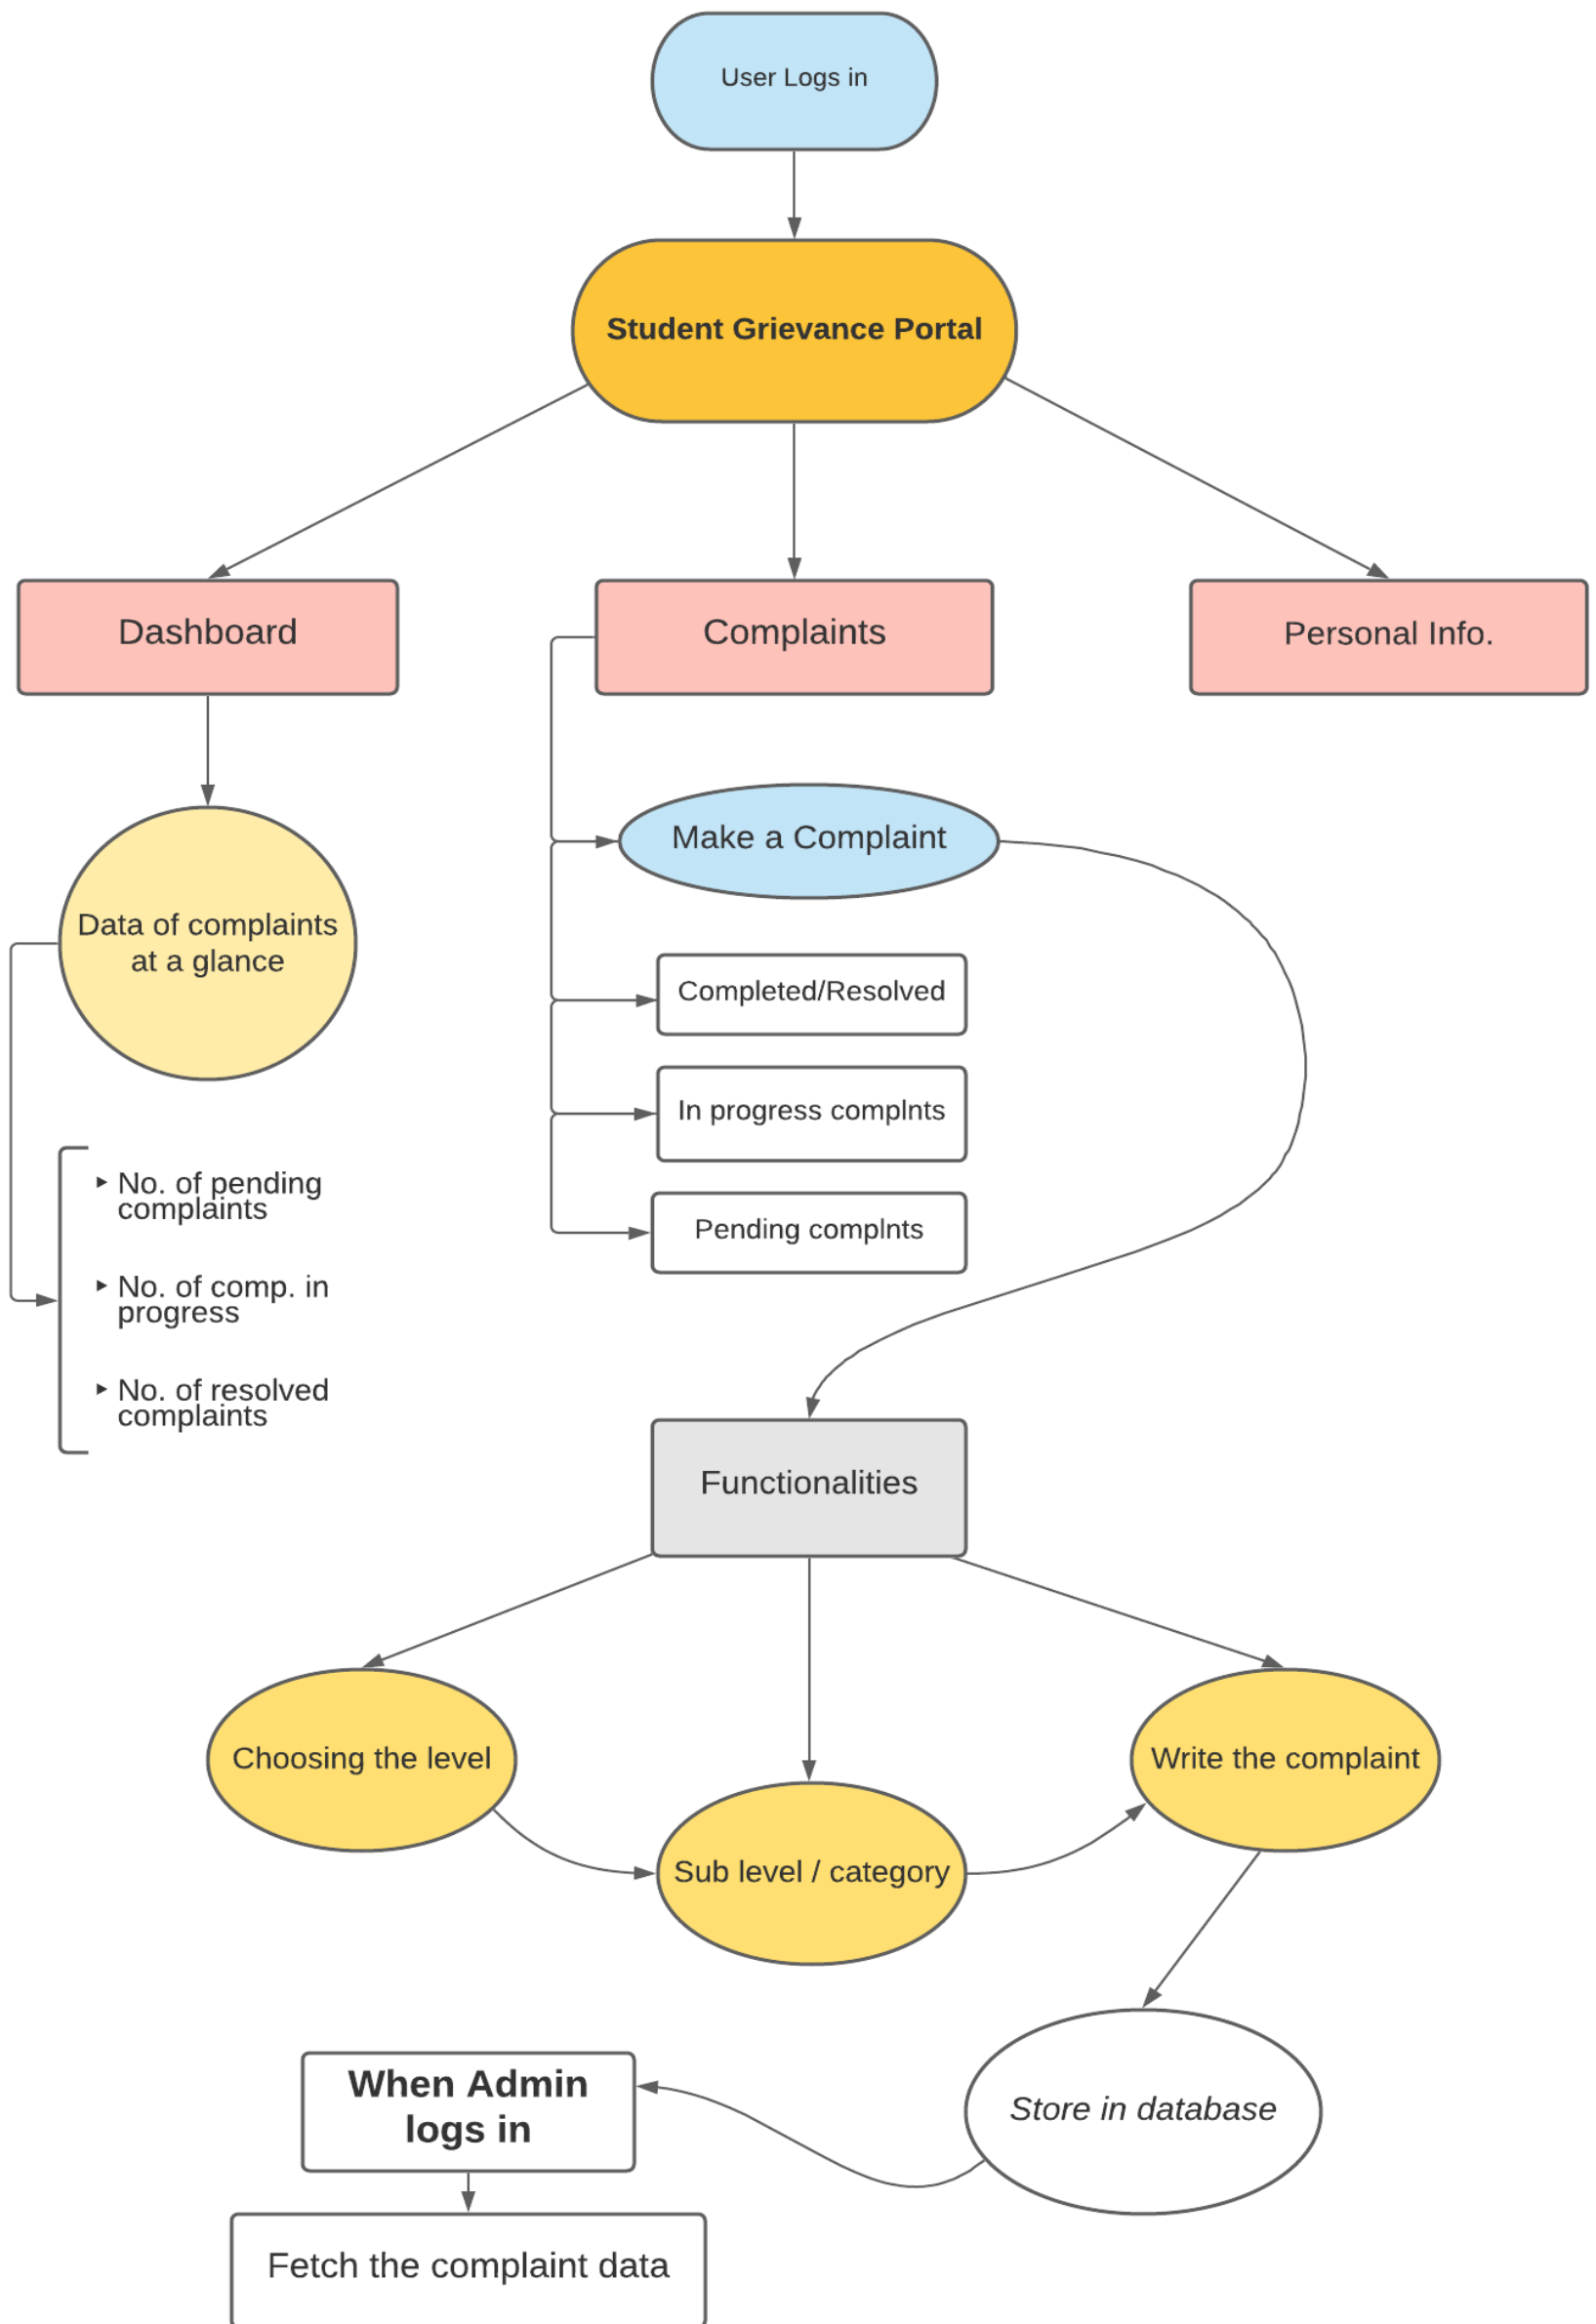 User Logs in
Student Grievance Portal
Dashboard
Complaints
Personal Info.
Make a Complaint
Data of complaints
at a glance
Completed/Resolved
In progress complnts
Pending complnts
No. of pending
complaints
No. of comp. in
progress
No. of resolved
complaints
Functionalities
Choosing the level
Sub level / category
Write the complaint
Store in database
When Admin
logs in
Fetch the complaint data